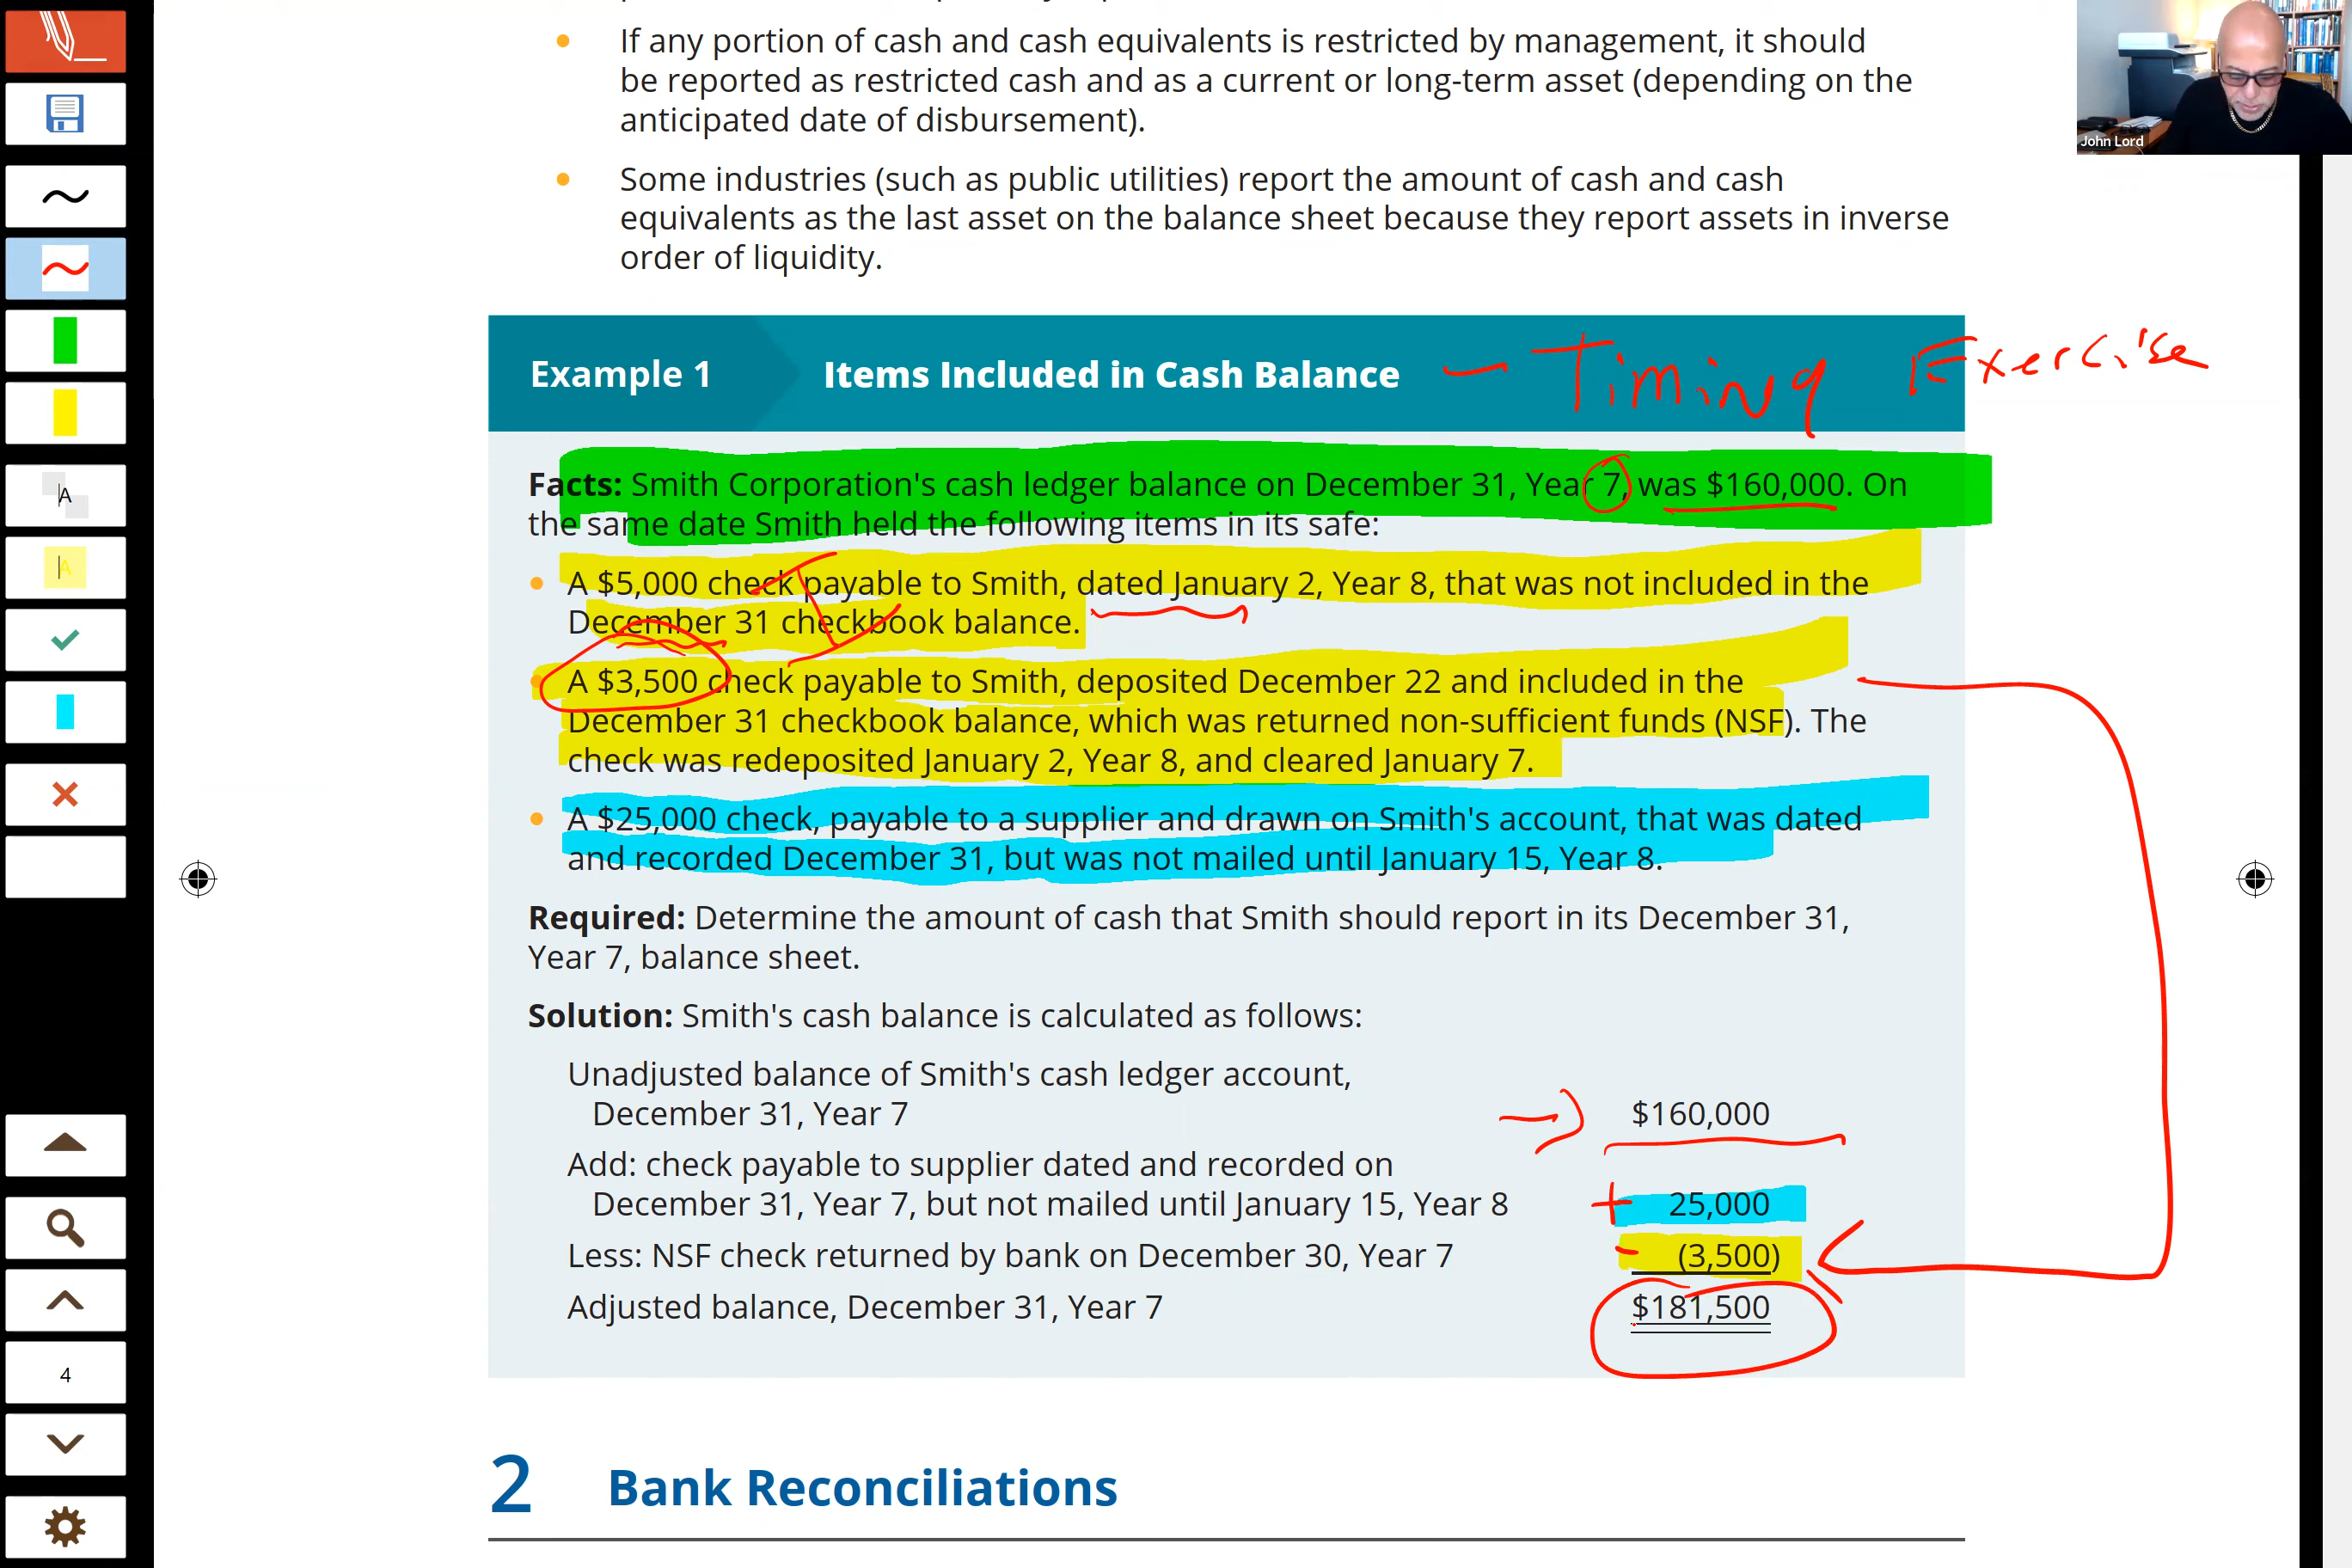 If any portion of cash and cash equivalents is restricted by management, it should
be reported as restricted cash and as a current or long-term asset (depending on the
anticipated date of disbursement).
John Lord
Some industries (such as public utilities) report the amount of cash and cash
equivalents as the last asset on the balance sheet because they report assets in inverse
order of liquidity.
Example 1 Items Included in Cash Balance - Timing Exercise
Facts: Smith Corporation's cash ledger balance on December 31, Year 7, was $160,000. On
the same date Smith held the following items in its safe:
A $5,000 check payable to Smith, dated January 2, Year 8, that was not included in the
December 31 checkbook balance.
A $3,500 check payable to Smith, deposited December 22 and included in the
December 31 checkbook balance, which was returned non-sufficient funds (NSF). The
check was redeposited January 2, Year 8, and cleared January 7.
A $25,000 check, payable to a supplier and drawn on Smith's account, that was dated
and recorded December 31, but was not mailed until January 15, Year 8.
Required: Determine the amount of cash that Smith should report in its December 31,
Year 7, balance sheet.
Solution: Smith's cash balance is calculated as follows:
Unadjusted balance of Smith's cash ledger account,
December 31, Year 7 $160,000
Add: check payable to supplier dated and recorded on
December 31, Year 7, but not mailed until January 15, Year 8 + 25,000
Less: NSF check returned by bank on December 30, Year 7 - (3,500)
Adjusted balance, December 31, Year 7 $181,500
2 Bank Reconciliations
A
A
4